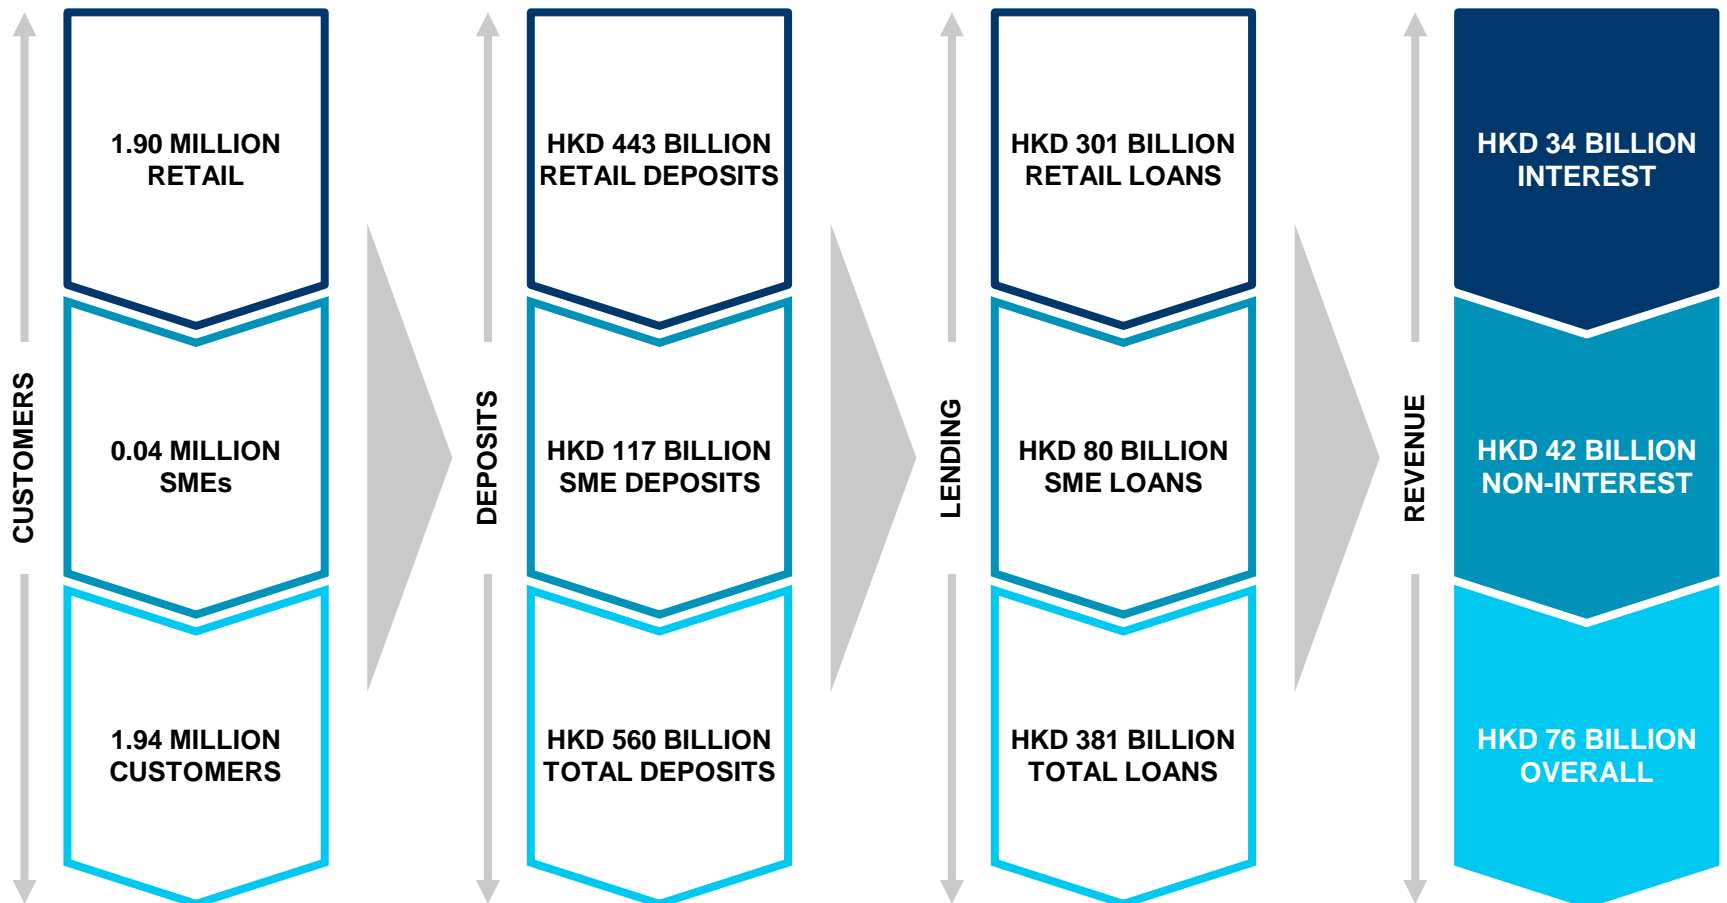 CUSTOMERS
1.90 MILLION
RETAIL
0.04 MILLION
SMEs
1.94 MILLION
CUSTOMERS
DEPOSITS
HKD 443 BILLION
RETAIL DEPOSITS
HKD 117 BILLION
SME DEPOSITS
HKD 560 BILLION
TOTAL DEPOSITS
LENDING
HKD 301 BILLION
RETAIL LOANS
HKD 80 BILLION
SME LOANS
HKD 381 BILLION
TOTAL LOANS
REVENUE
HKD 34 BILLION
INTEREST
HKD 42 BILLION
NON-INTEREST
HKD 76 BILLION
OVERALL